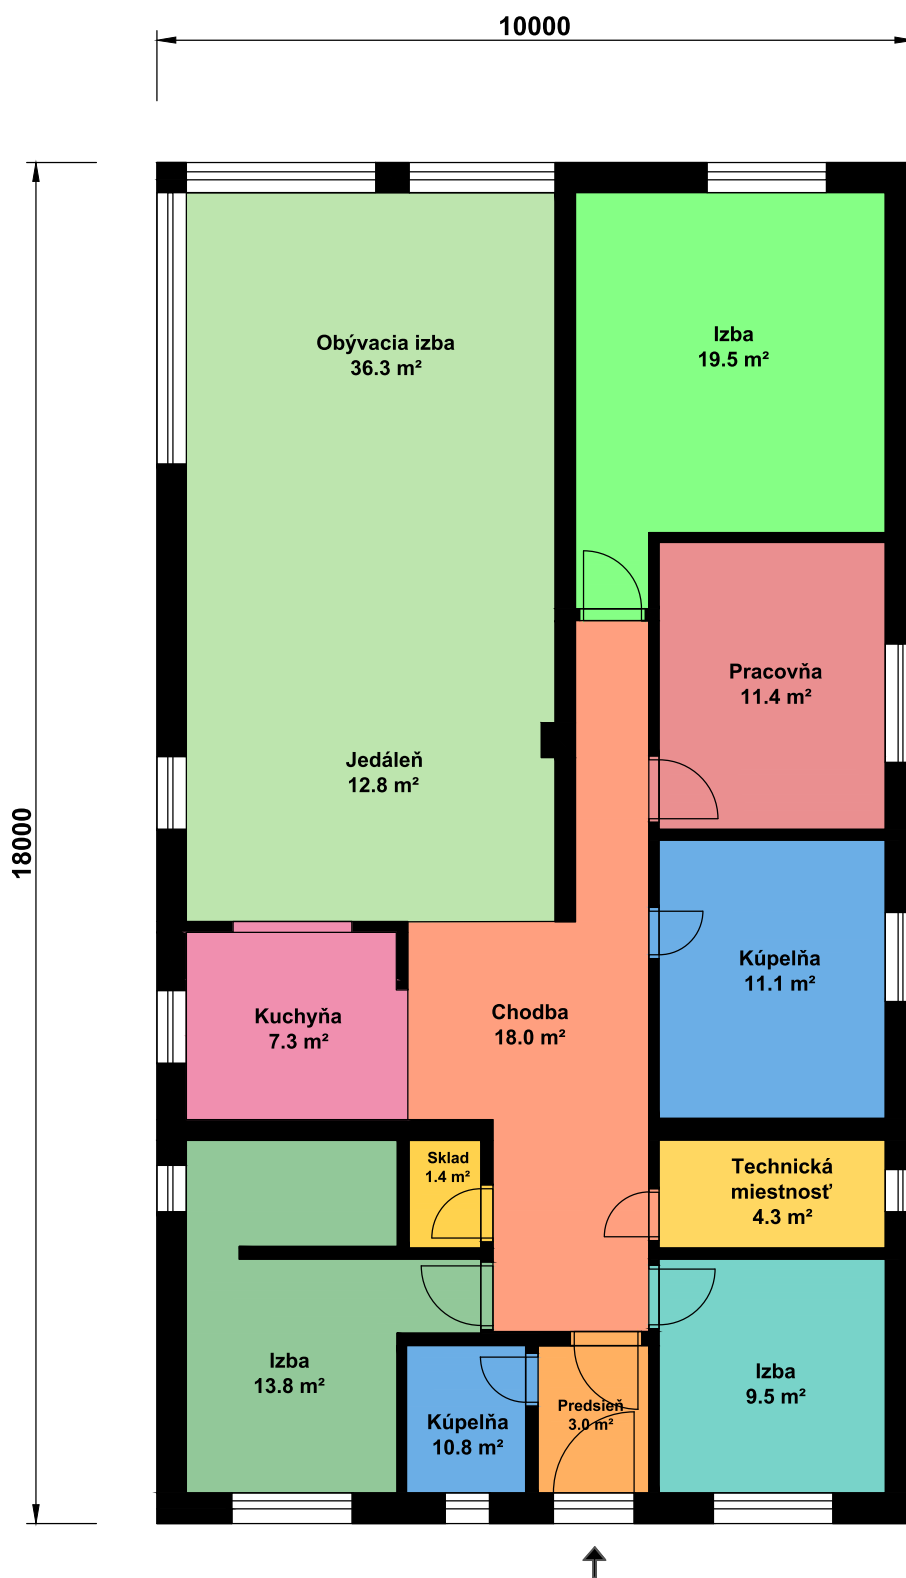 10000
18000
Obývacia izba
36.3 m²
Izba
19.5 m²
Pracovňa
11.4 m²
Jedáleň
12.8 m²
Kúpelňa
11.1 m²
Kuchyňa
7.3 m²
Chodba
18.0 m²
Sklad
1.4 m²
Technická
miestnosť
4.3 m²
Izba
13.8 m²
Izba
9.5 m²
Kúpelňa
10.8 m²
Predsieň
3.0 m²